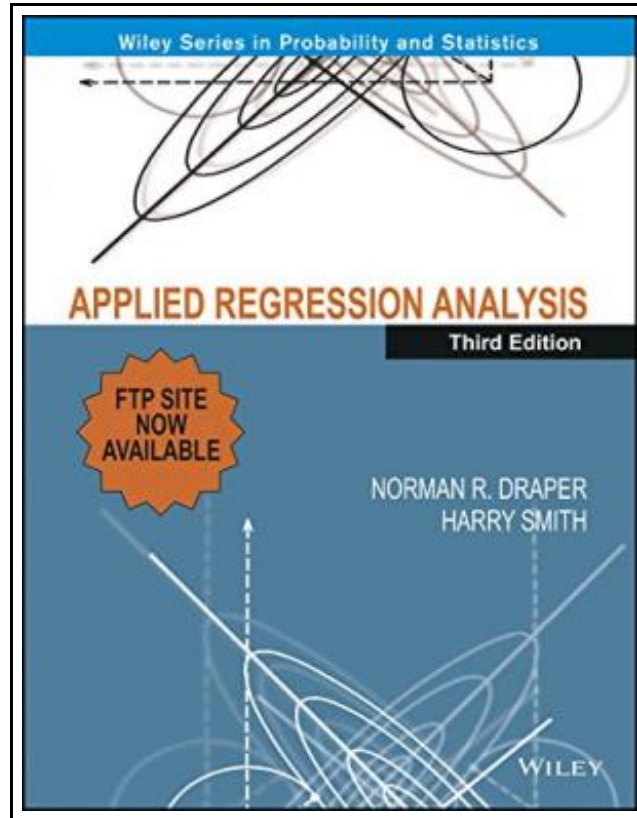 Wiley Series in Probability and Statistics
APPLIED REGRESSION ANALYSIS
Third Edition
FTP SITE
NOW
AVAILABLE
NORMAN R. DRAPER
HARRY SMITH
WILEY